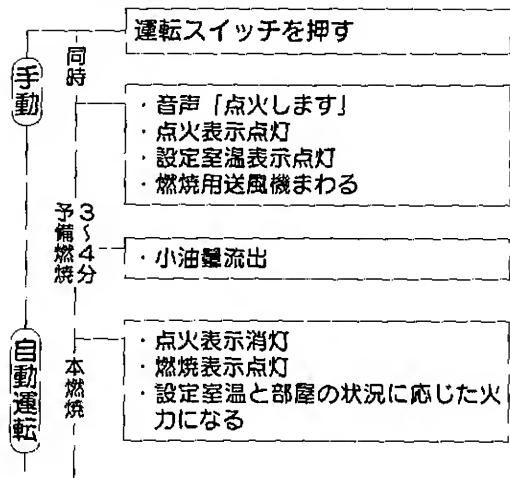 運転スイッチを押す
同時
手動
・音声「点火します」
・点火表示点灯
・設定室温表示点灯
・燃焼用送風機まわる
3〜4分
予備燃焼
・小油量流出
自動運転
本燃焼
・点火表示消灯
・燃焼表示点灯
・設定室温と部屋の状況に応じた火
力になる